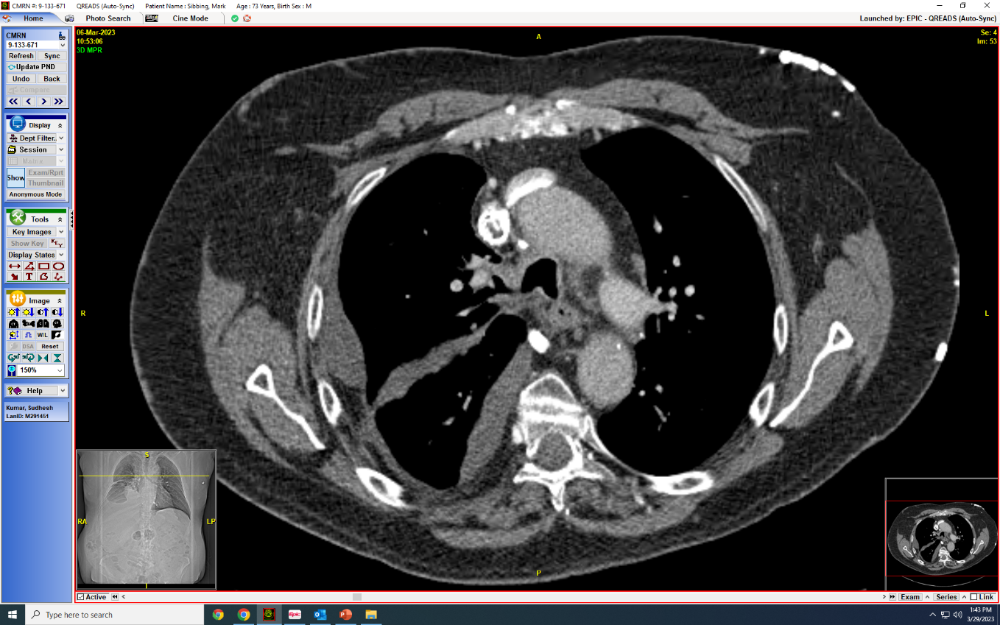 CMRN #: 9-133-671 QREADS (Auto-Sync) Patient Name : Sibbing, Mark Age : 73 Years, Birth Sex : M
Home Photo Search Cine Mode Launched by: EPIC - QREADS (Auto-Sync)
CMRN
9-133-671
Refresh Sync
Update PND
Undo Back
Compare
Display
Dept Filter.
Session
Matrix
Show Exam/Rprt
Thumbnail
Anonymous Mode
Tools
Key Images
Show Key KEY
Display States
T
Image
W/L
DSA Reset
150%
Help
Kumar, Sudhesh
LanID: M291451
06-Mar-2023
10:53:06
3D MPR
A
Se: 4
Im: 53
R
L
S
RA
LP
I
P
Active Exam Series Link
Type here to search
Epic
1:43 PM
3/29/2023